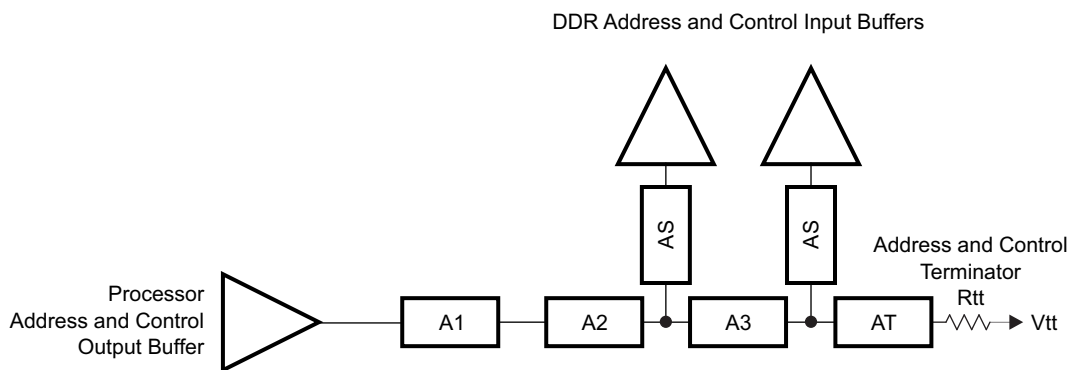 DDR Address and Control Input Buffers
AS
AS
Address and Control
Terminator
Rtt
Processor
Address and Control
Output Buffer
A1
A2
A3
AT
Vtt